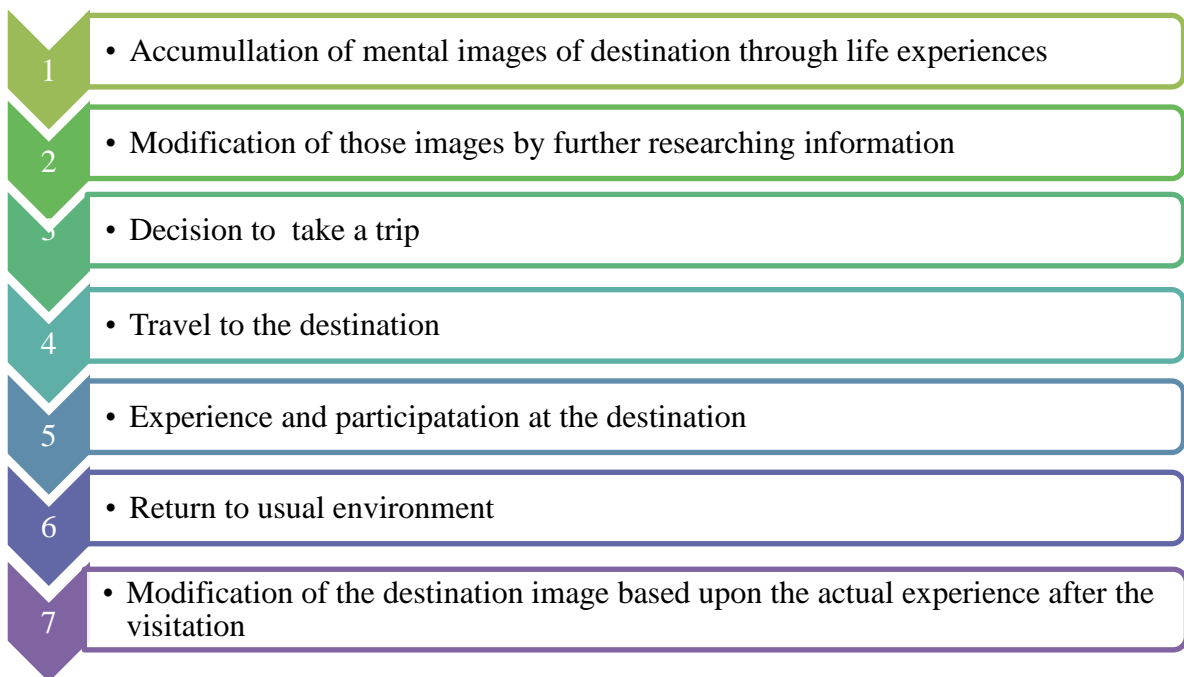 1
• Accumullation of mental images of destination through life experiences
2
• Modification of those images by further researching information
3
• Decision to take a trip
4
• Travel to the destination
5
• Experience and participatation at the destination
6
• Return to usual environment
7
• Modification of the destination image based upon the actual experience after the
visitation